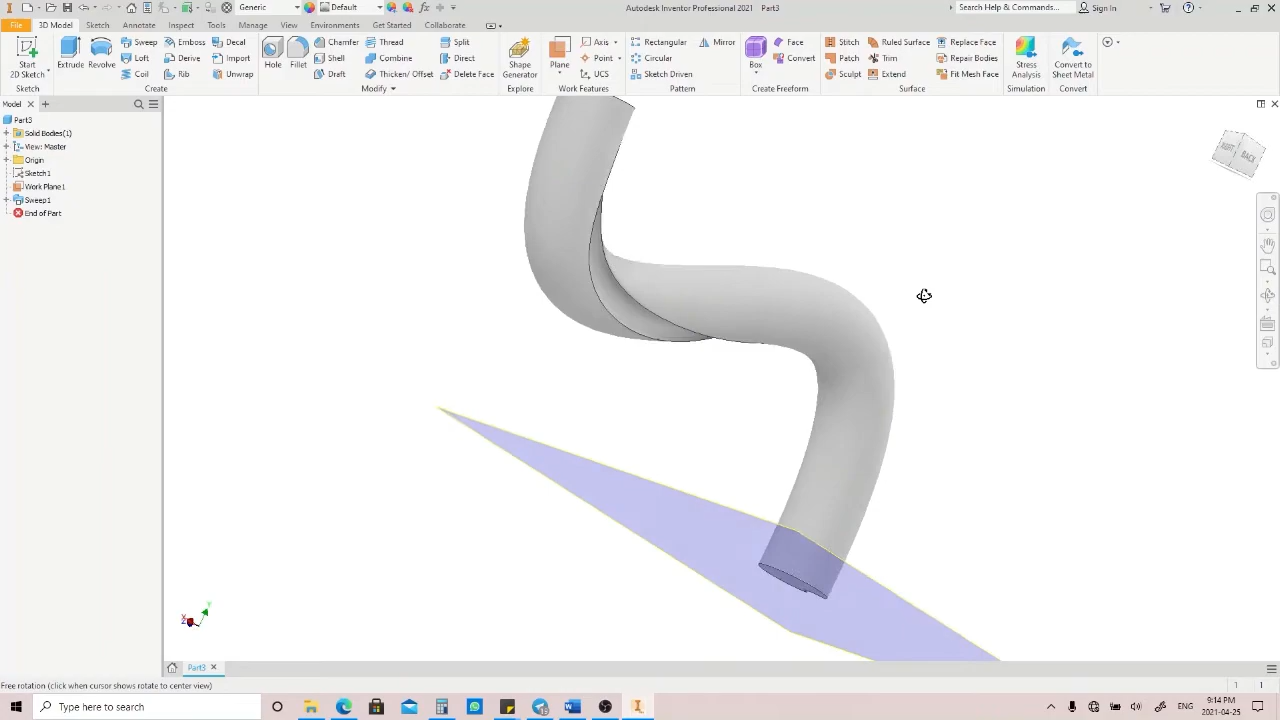 Generic
Default
Autodesk Inventor Professional 2021 Part3
Search Help & Commands...
Sign In
File 3D Model Sketch Annotate Inspect Tools Manage View Environments Get Started Collaborate
Start
2D Sketch
Sketch
Extrude Revolve
Sweep Emboss Decal
Loft Derive Import
Coil Rib Unwrap
Create
Hole Fillet
Chamfer Thread Split
Shell Combine Direct
Draft Thicken/ Offset Delete Face
Modify
Shape
Generator
Explore
Plane
Axis
Point
UCS
Work Features
Rectangular Mirror
Circular
Sketch Driven
Pattern
Box
Face
Convert
Create Freeform
Stitch Ruled Surface Replace Face
Patch Trim Repair Bodies
Sculpt Extend Fit Mesh Face
Surface
Stress
Analysis
Simulation
Convert to
Sheet Metal
Convert
Model
Part3
Solid Bodies(1)
View: Master
Origin
Sketch1
Work Plane1
Sweep1
End of Part
RIGHT BACK
Part3
Free rotation (click when cursor shows rotate to center view)
1 1
Type here to search
ENG
9:14 PM
2021-04-25